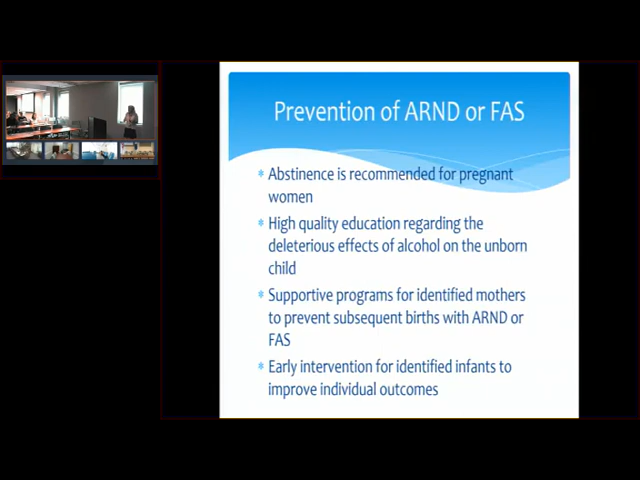 Prevention of ARND or FAS
* Abstinence is recommended for pregnant
women
* High quality education regarding the
deleterious effects of alcohol on the unborn
child
* Supportive programs for identified mothers
to prevent subsequent births with ARND or
FAS
* Early intervention for identified infants to
improve individual outcomes